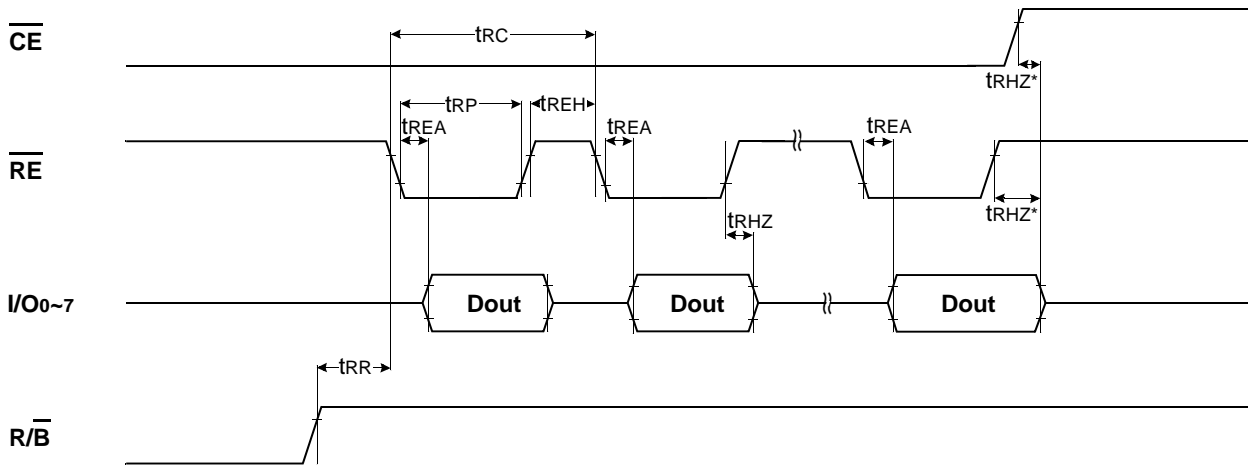 CE
tRC
tRHZ*
tRP
tREH
tREA
tREA
tREA
RE
tRHZ*
tRHZ
I/O0~7
Dout
Dout
Dout
tRR
R/B